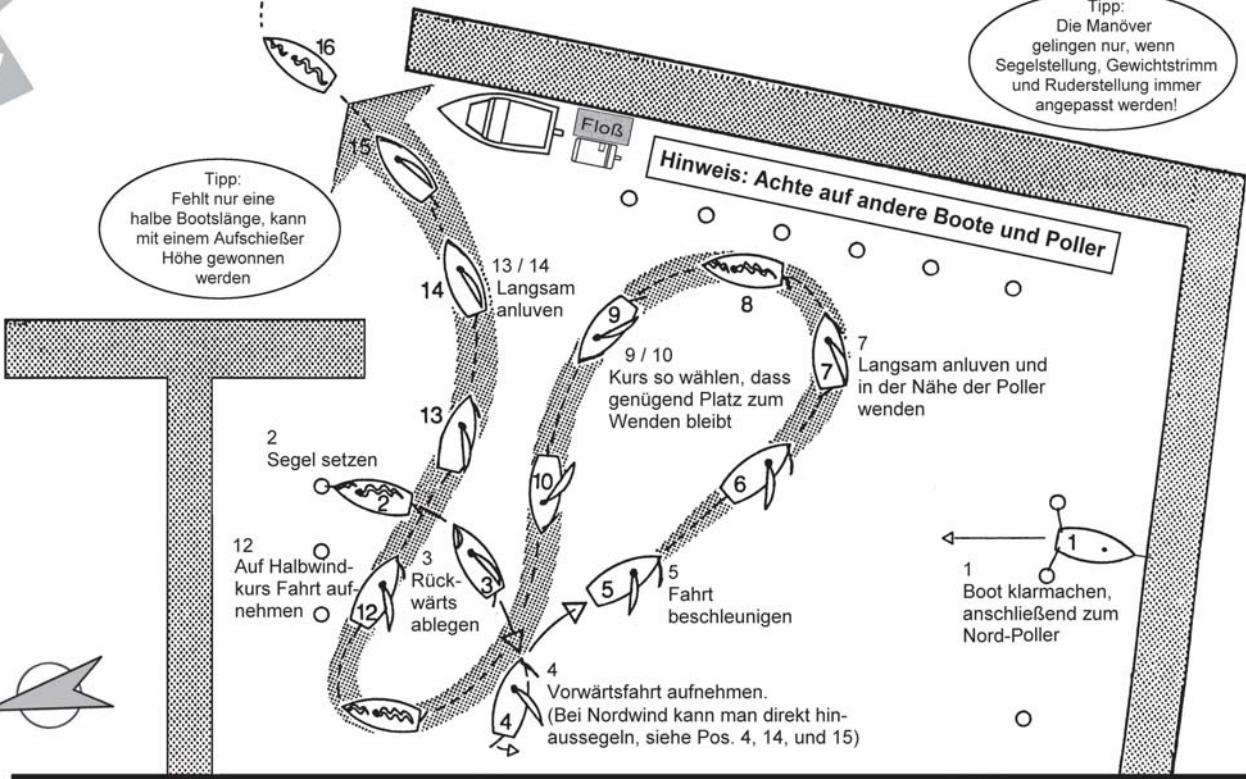 16
Tipp:
Die Manöver
gelingen nur, wenn
Segelstellung, Gewichtstrimm
und Ruderstellung immer
angepasst werden!
Floß
Hinweis: Achte auf andere Boote und Poller
15
Tipp:
Fehlt nur eine
halbe Bootslänge, kann
mit einem Aufschießer
Höhe gewonnen
werden
14
13 / 14
Langsam
anluven
8
9
9 / 10
Kurs so wählen, dass
genügend Platz zum
Wenden bleibt
7
7
Langsam anluven und
in der Nähe der Poller
wenden
13
2
Segel setzen
2
10
6
12
Auf Halbwind-
kurs Fahrt auf-
nehmen
12
3
Rück-
wärts
ablegen
3
5
5
Fahrt
beschleunigen
1
1
Boot klarmachen,
anschließend zum
Nord-Poller
4
4
Vorwärtsfahrt aufnehmen.
(Bei Nordwind kann man direkt hin-
aussegeln, siehe Pos. 4, 14, und 15)